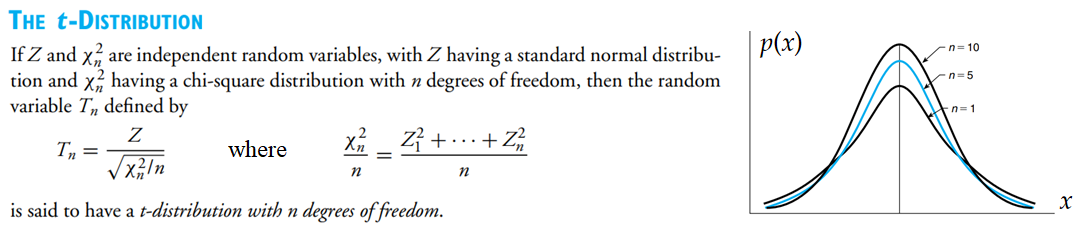 THE t-DISTRIBUTION
If Z and χ²ₙ are independent random variables, with Z having a standard normal distribu-
tion and χ²ₙ having a chi-square distribution with n degrees of freedom, then the random
variable Tₙ defined by
Tₙ = Z / √(χ²ₙ/n) where χ²ₙ / n = (Z²₁ + · · · + Z²ₙ) / n
is said to have a t-distribution with n degrees of freedom.
p(x)
n = 10
n = 5
n = 1
x